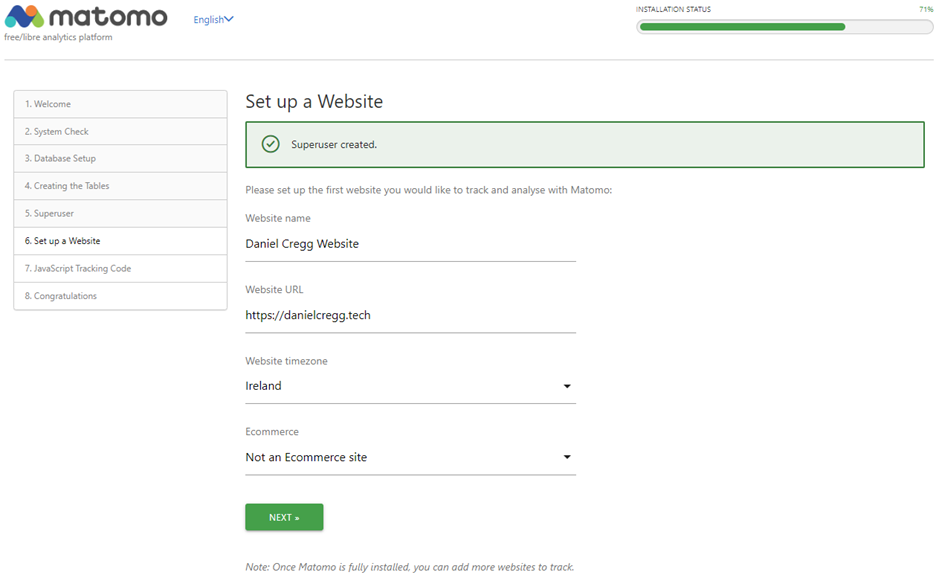 matomo
free/libre analytics platform
English
INSTALLATION STATUS
71%
1. Welcome
2. System Check
3. Database Setup
4. Creating the Tables
5. Superuser
6. Set up a Website
7. JavaScript Tracking Code
8. Congratulations
Set up a Website
Superuser created.
Please set up the first website you would like to track and analyse with Matomo:
Website name
Daniel Cregg Website
Website URL
https://danielcregg.tech
Website timezone
Ireland
Ecommerce
Not an Ecommerce site
NEXT »
Note: Once Matomo is fully installed, you can add more websites to track.